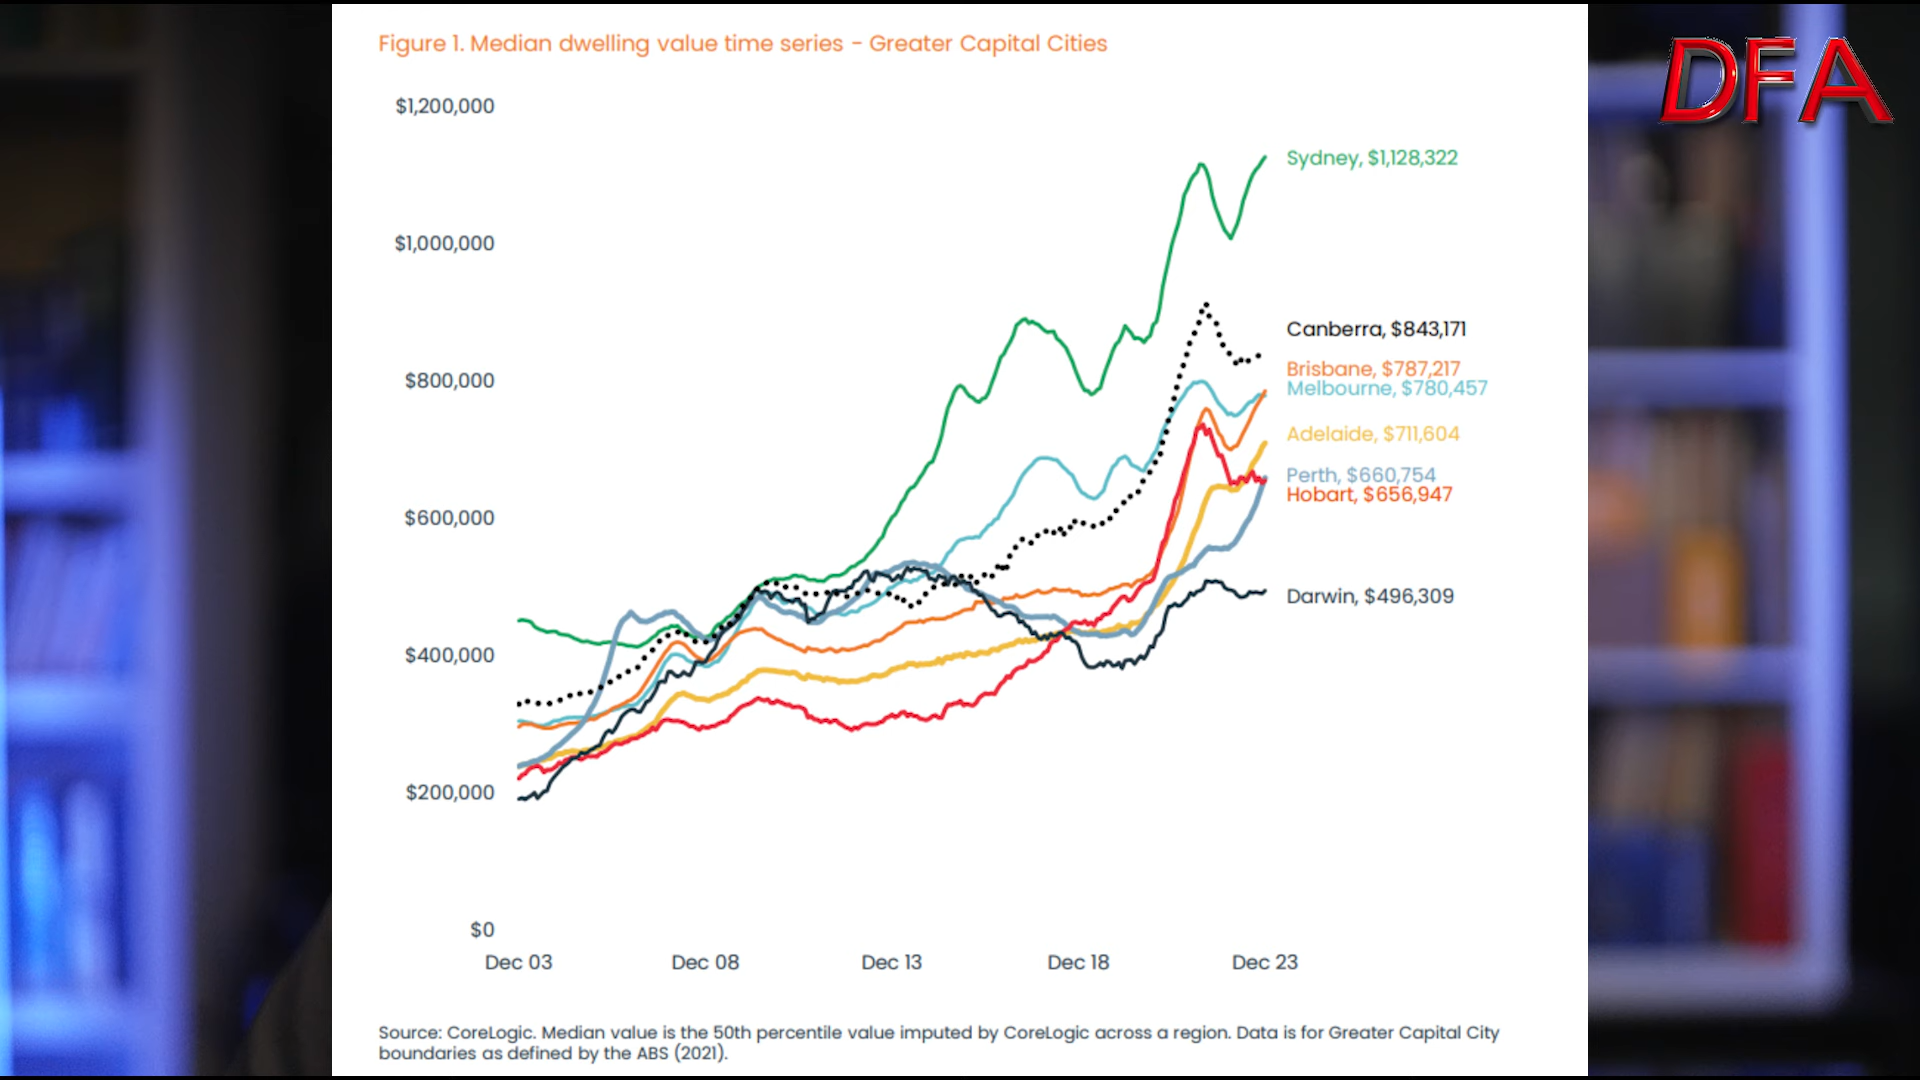 Figure 1. Median dwelling value time series - Greater Capital Cities
DFA
$1,200,000
Sydney, $1,128,322
$1,000,000
Canberra, $843,171
Brisbane, $787,217
$800,000
Melbourne, $780,457
Adelaide, $711,604
Perth, $660,754
Hobart, $656,947
$600,000
Darwin, $496,309
$400,000
$200,000
$0
Dec 03 Dec 08 Dec 13 Dec 18 Dec 23
Source: CoreLogic. Median value is the 50th percentile value imputed by CoreLogic across a region. Data is for Greater Capital City
boundaries as defined by the ABS (2021).